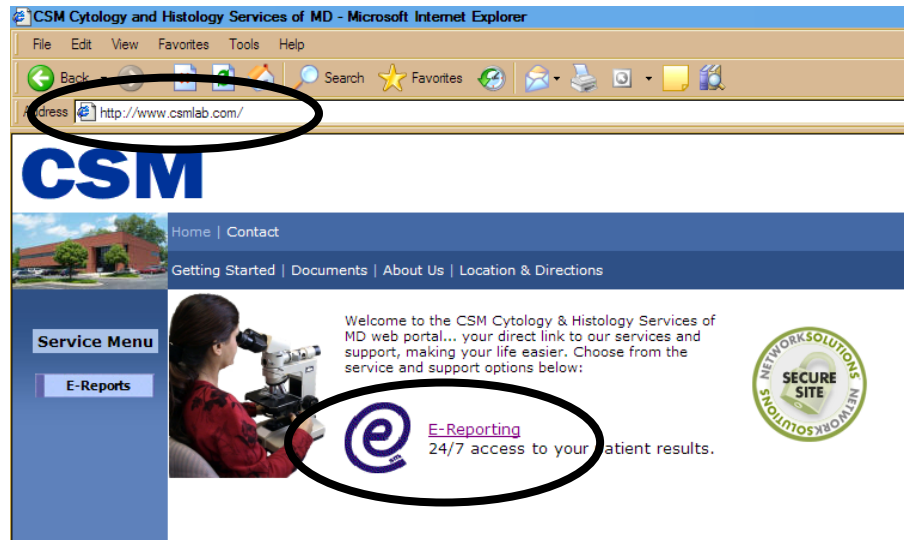 CSM Cytology and Histology Services of MD - Microsoft Internet Explorer
File Edit View Favorites Tools Help
Back Search Favorites
Address http://www.csmlab.com/
CSM
Home | Contact
Getting Started | Documents | About Us | Location & Directions
Service Menu
E-Reports
Welcome to the CSM Cytology & Histology Services of
MD web portal... your direct link to our services and
support, making your life easier. Choose from the
service and support options below:
E-Reporting
24/7 access to your patient results.
NETWORKSOLUTIONS
SECURE
SITE
NETWORKSOLUTIONS